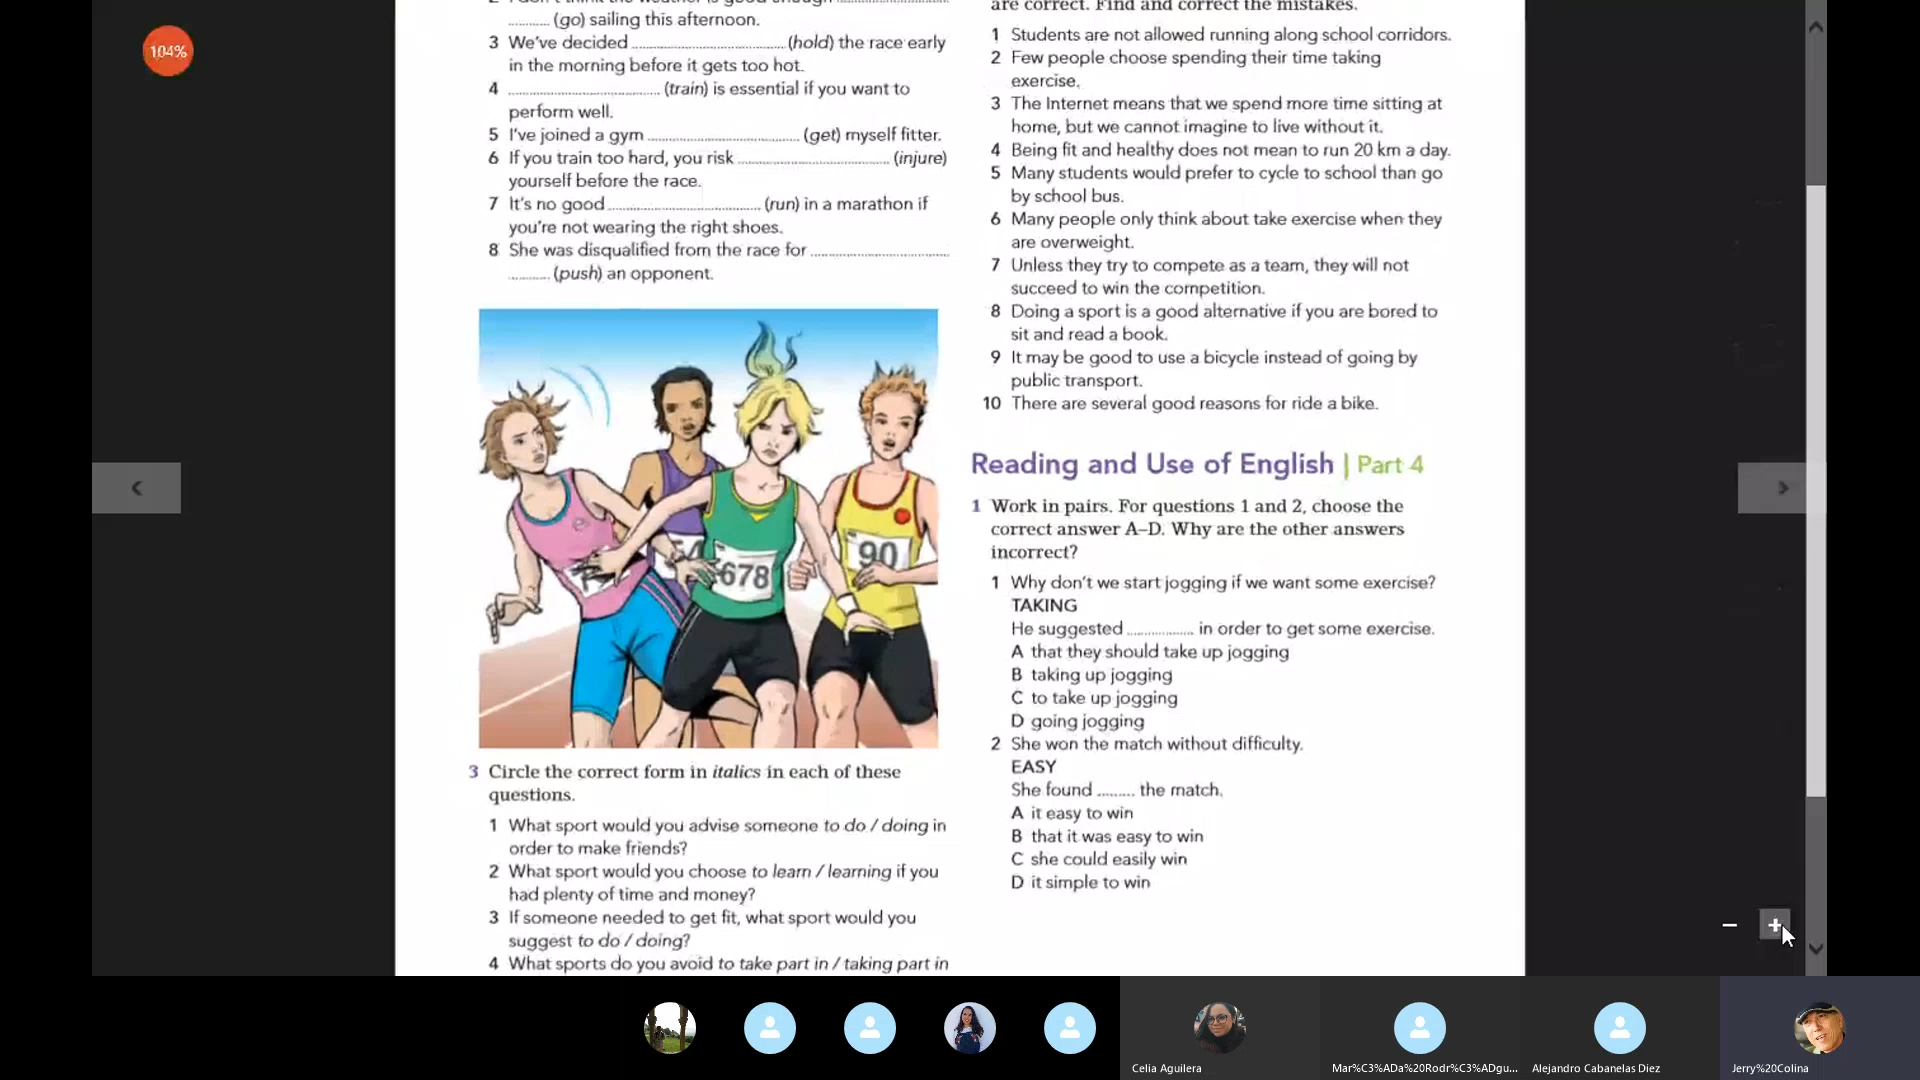 104%
(go) sailing this afternoon.
3 We've decided (hold) the race early
in the morning before it gets too hot.
4 (train) is essential if you want to
perform well.
5 I've joined a gym (get) myself fitter.
6 If you train too hard, you risk (injure)
yourself before the race.
7 It's no good (run) in a marathon if
you're not wearing the right shoes.
8 She was disqualified from the race for
(push) an opponent.
678
90
3 Circle the correct form in italics in each of these
questions.
1 What sport would you advise someone to do / doing in
order to make friends?
2 What sport would you choose to learn / learning if you
had plenty of time and money?
3 If someone needed to get fit, what sport would you
suggest to do / doing?
4 What sports do you avoid to take part in / taking part in
are correct. Find and correct the mistakes.
1 Students are not allowed running along school corridors.
2 Few people choose spending their time taking
exercise.
3 The Internet means that we spend more time sitting at
home, but we cannot imagine to live without it.
4 Being fit and healthy does not mean to run 20 km a day.
5 Many students would prefer to cycle to school than go
by school bus.
6 Many people only think about take exercise when they
are overweight.
7 Unless they try to compete as a team, they will not
succeed to win the competition.
8 Doing a sport is a good alternative if you are bored to
sit and read a book.
9 It may be good to use a bicycle instead of going by
public transport.
10 There are several good reasons for ride a bike.
Reading and Use of English | Part 4
1 Work in pairs. For questions 1 and 2, choose the
correct answer A–D. Why are the other answers
incorrect?
1 Why don't we start jogging if we want some exercise?
TAKING
He suggested in order to get some exercise.
A that they should take up jogging
B taking up jogging
C to take up jogging
D going jogging
2 She won the match without difficulty.
EASY
She found the match.
A it easy to win
B that it was easy to win
C she could easily win
D it simple to win
Celia Aguilera
Mar%C3%ADa%20Rodr%C3%ADgu...
Alejandro Cabanelas Diez
Jerry%20Colina